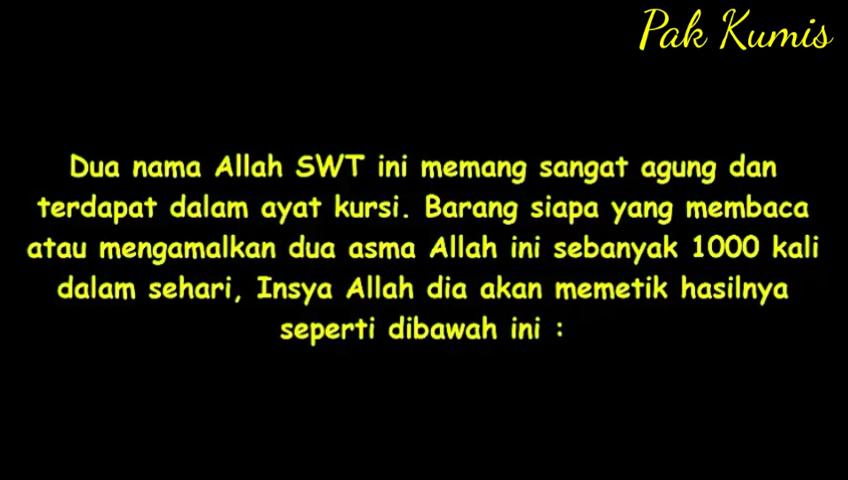 Pak Kumis
Dua nama Allah SWT ini memang sangat agung dan
terdapat dalam ayat kursi. Barang siapa yang membaca
atau mengamalkan dua asma Allah ini sebanyak 1000 kali
dalam sehari, Insya Allah dia akan memetik hasilnya
seperti dibawah ini :